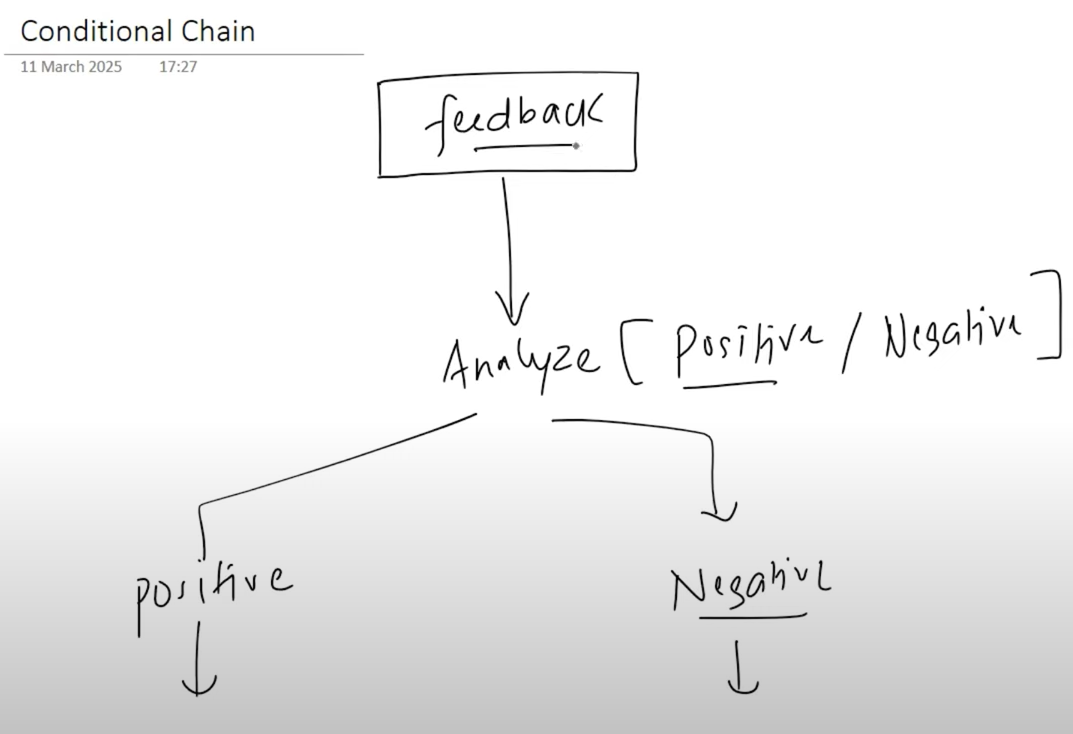 Conditional Chain
11 March 2025 17:27
feedback
Analyze [Positive / Negative]
positive
Negative